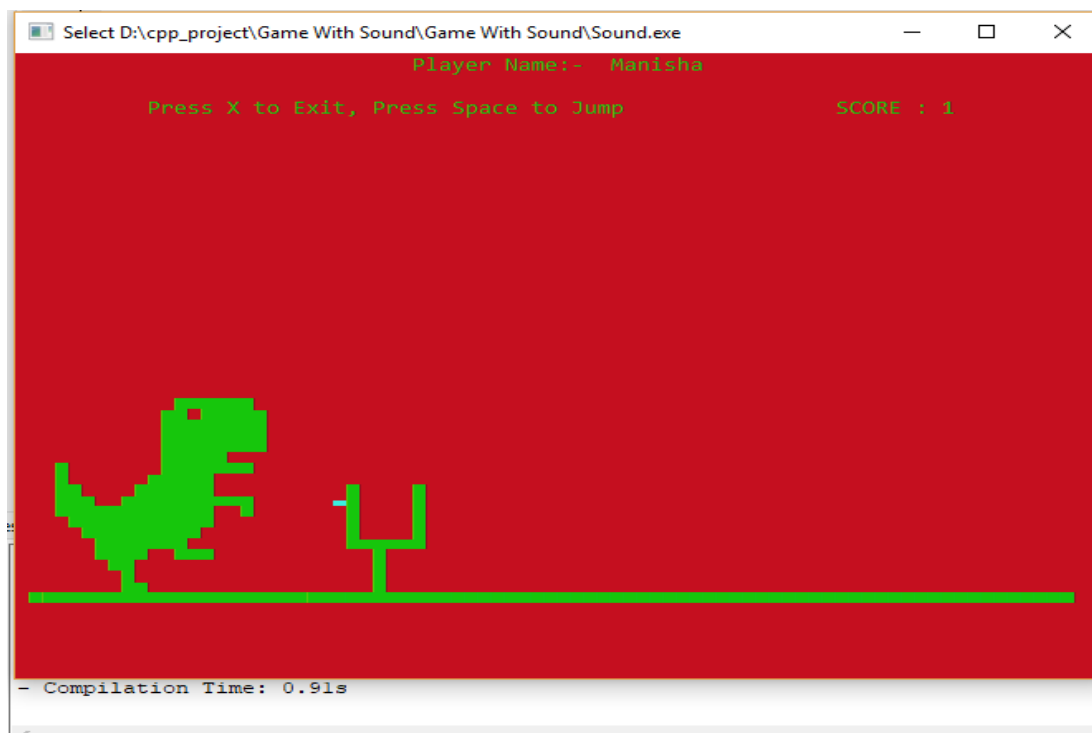 Select D:\cpp_project\Game With Sound\Game With Sound\Sound.exe
Player Name:- Manisha
Press X to Exit, Press Space to Jump SCORE : 1
- Compilation Time: 0.91s